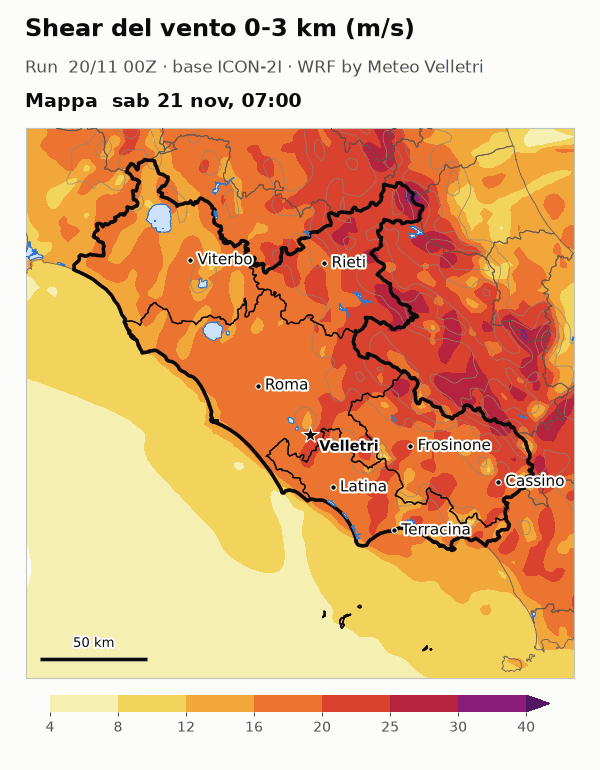 Shear del vento 0-3 km (m/s)
Run  20/11 00Z · base ICON-2I · WRF by Meteo Velletri
Mappa  sab 21 nov, 07:00
Viterbo
Rieti
Roma
Velletri
Frosinone
Cassino
Latina
Terracina
50 km
4 8 12 16 20 25 30 40